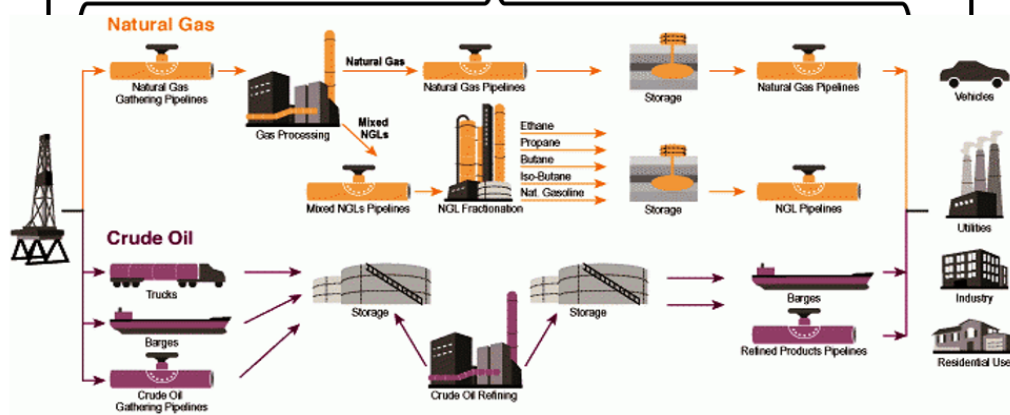 Natural Gas
Natural Gas
Gathering Pipelines
Gas Processing
Natural Gas
Mixed
NGLs
Natural Gas Pipelines
Storage
Natural Gas Pipelines
Vehicles
Mixed NGLs Pipelines
NGL Fractionation
Ethane
Propane
Butane
Iso-Butane
Nat. Gasoline
Storage
NGL Pipelines
Utilities
Crude Oil
Trucks
Barges
Crude Oil
Gathering Pipelines
Storage
Crude Oil Refining
Storage
Barges
Refined Products Pipelines
Industry
Residential Use